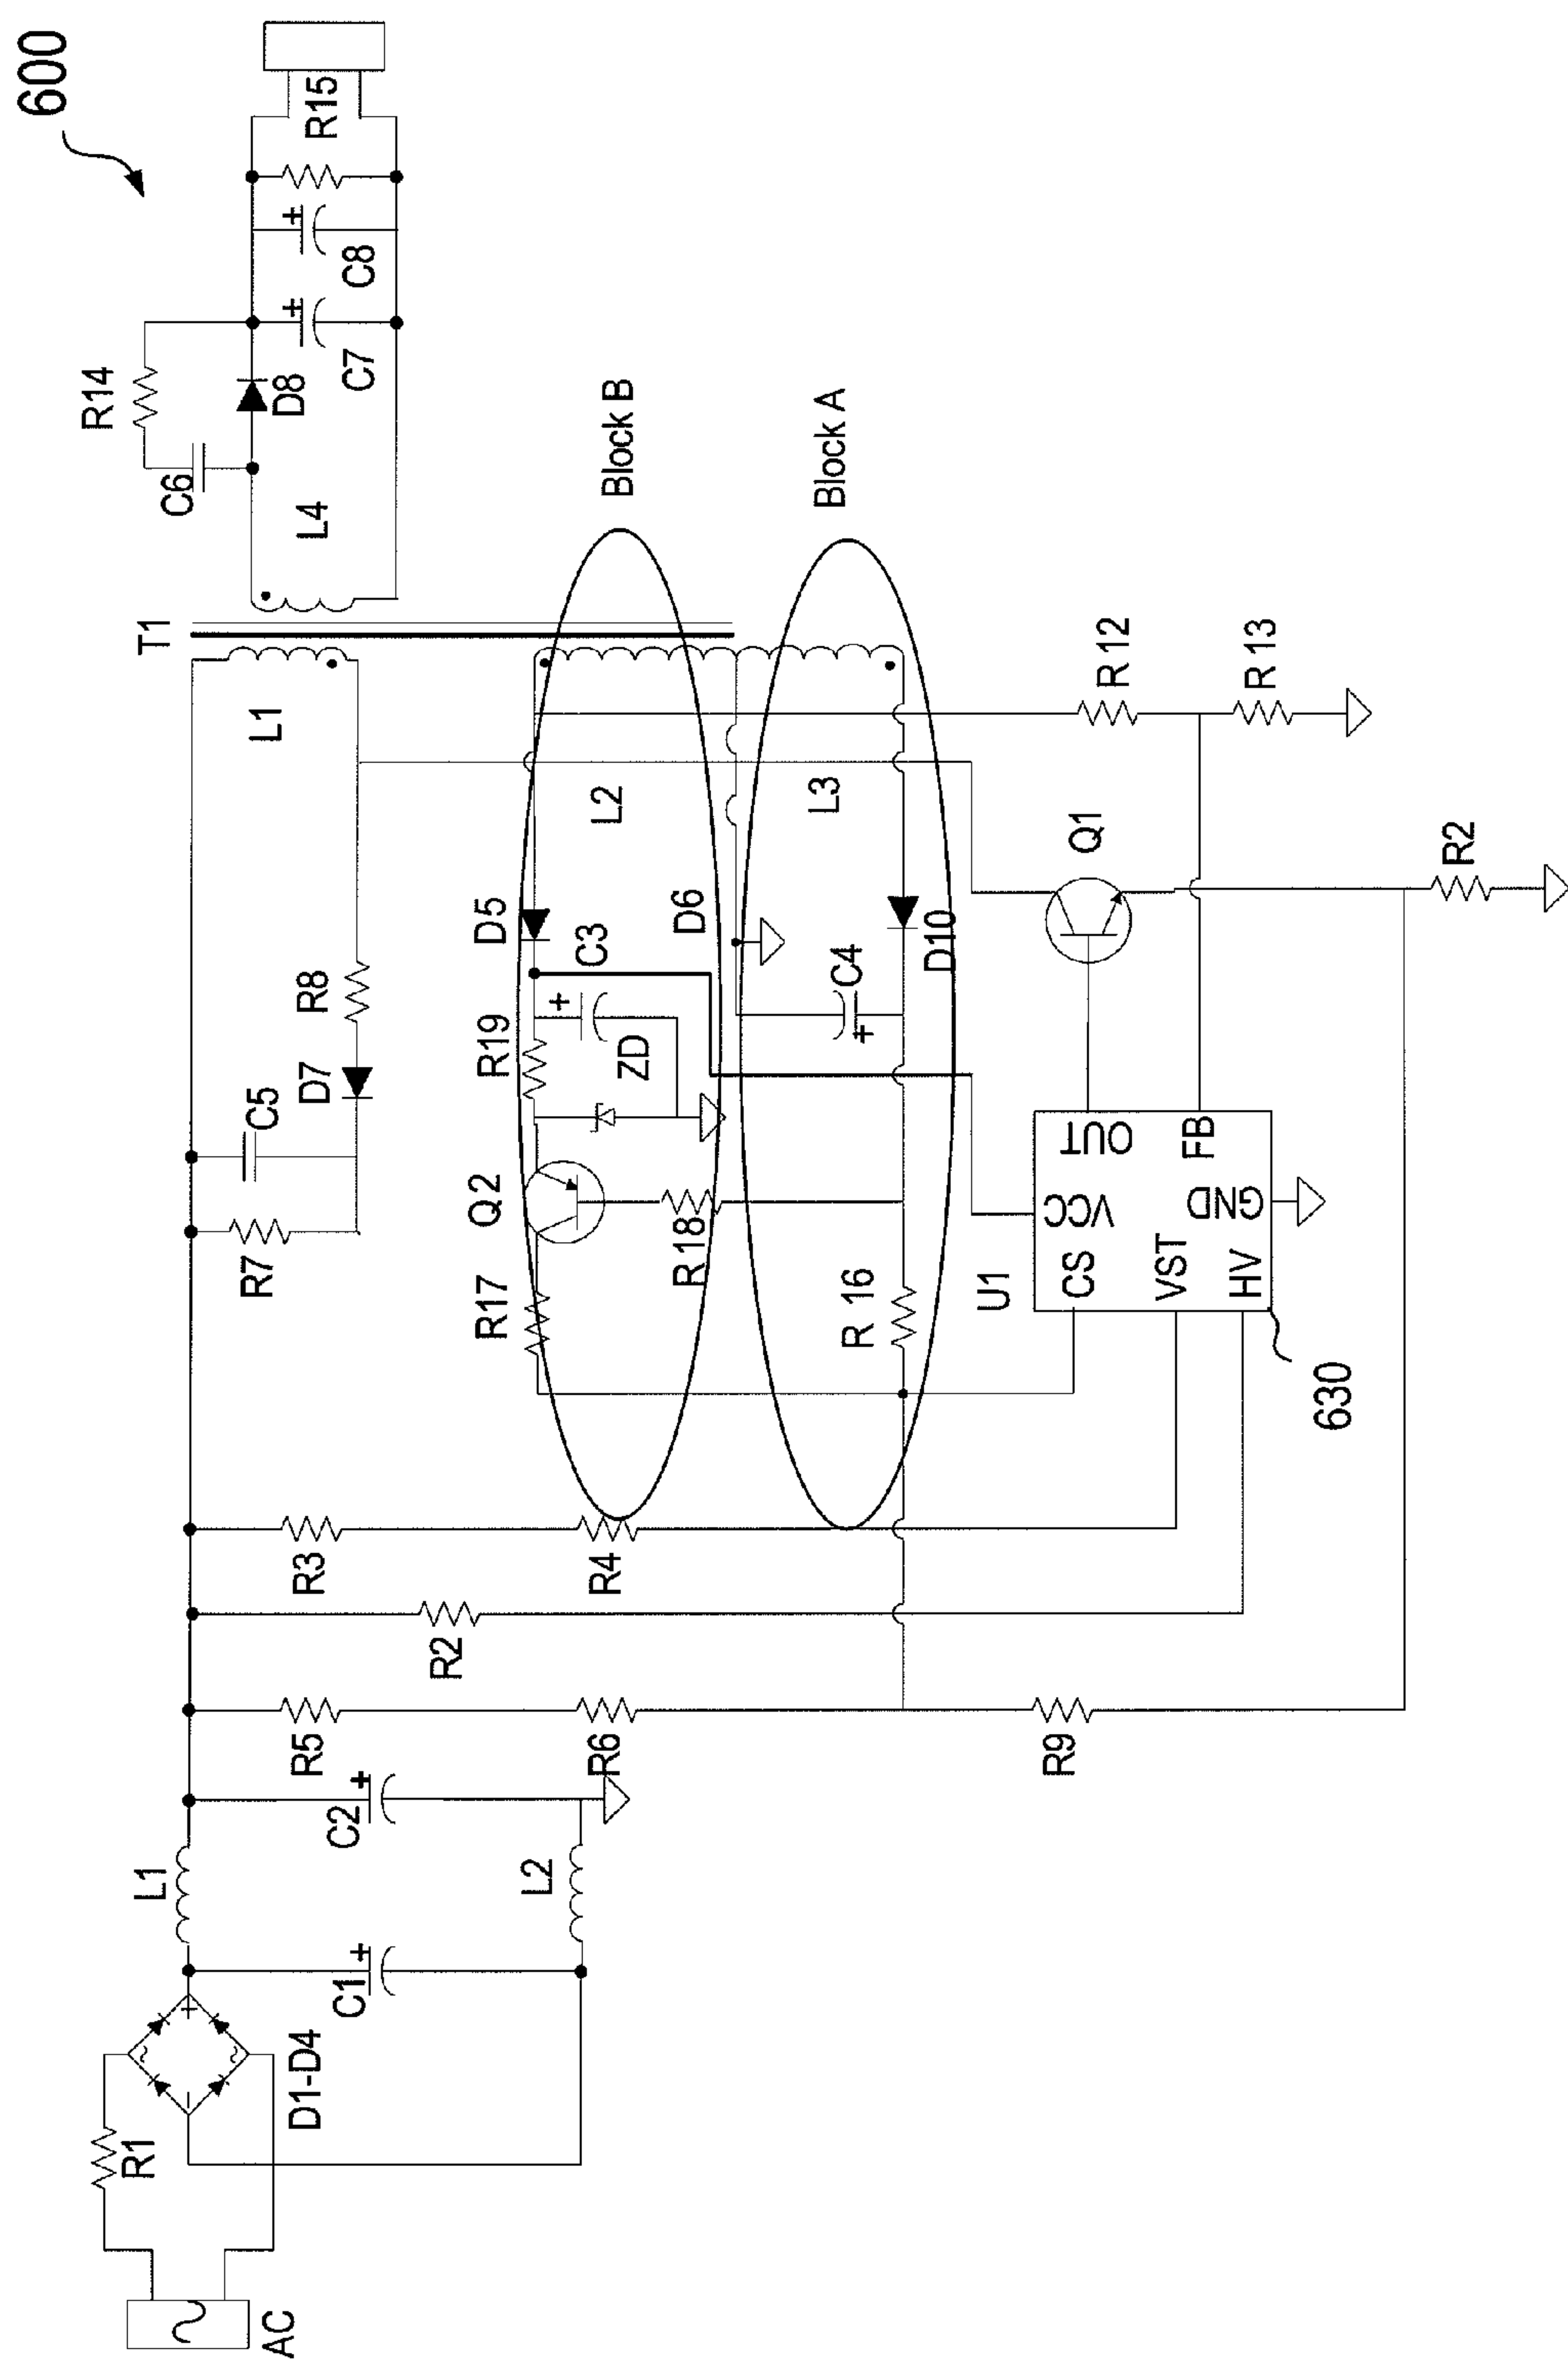 600
R15
C8
C7
R14
D8
C6
L4
T1
L1
Block B
Block A
R12
R13
L2
L3
Q1
R2
D5
C3
D6
C4
D10
R8
D7
C5
R7
R19
ZD
Q2
R18
R17
R 16
U1
OUT
FB
VCC
GND
CS
VST
HV
630
R3
R4
R2
R5
R6
R9
C2
+
L1
L2
C1
+
D1-D4
R1
AC
+
+
+
+
+
-
~
~